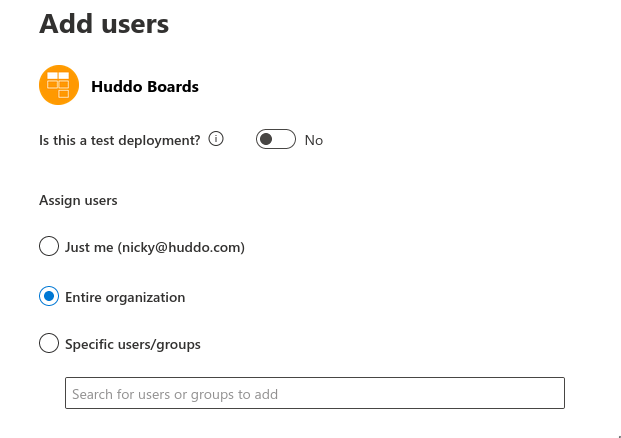 Add users
Huddo Boards
Is this a test deployment? No
Assign users
Just me (nicky@huddo.com)
Entire organization
Specific users/groups
Search for users or groups to add